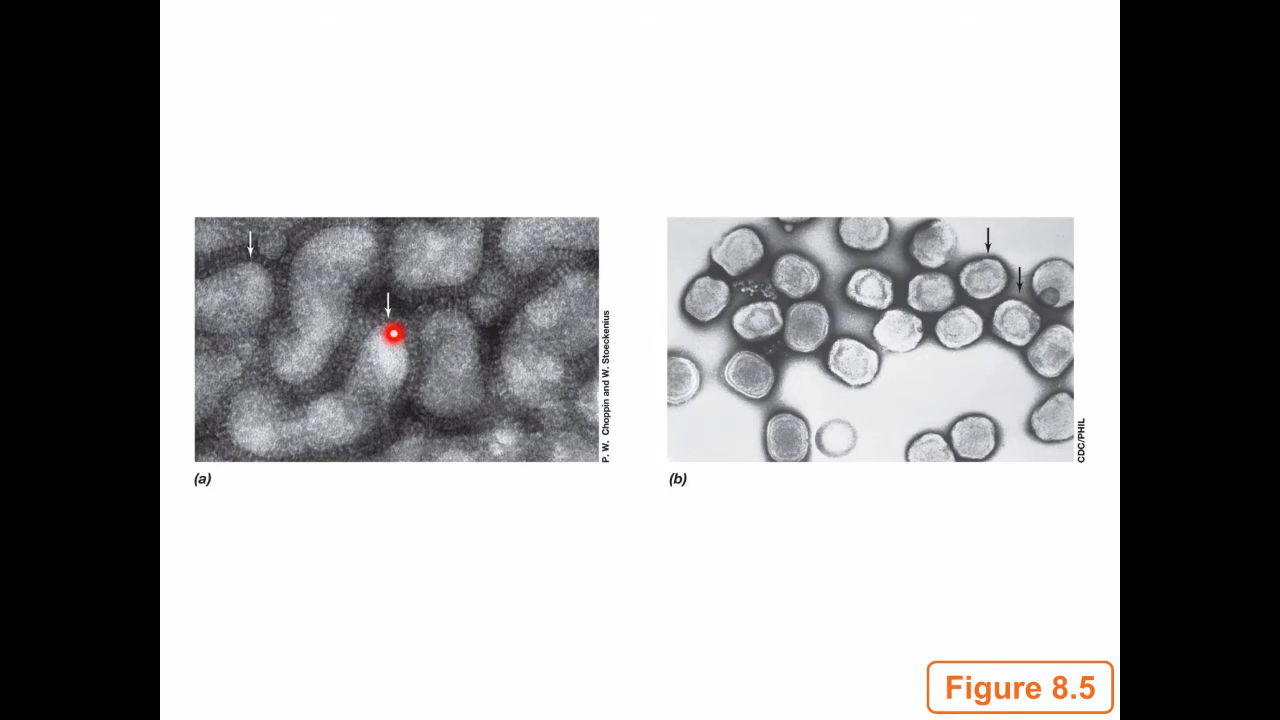 P. W. Choppin and W. Stoeckenius
CDC/PHIL
(a)
(b)
Figure 8.5